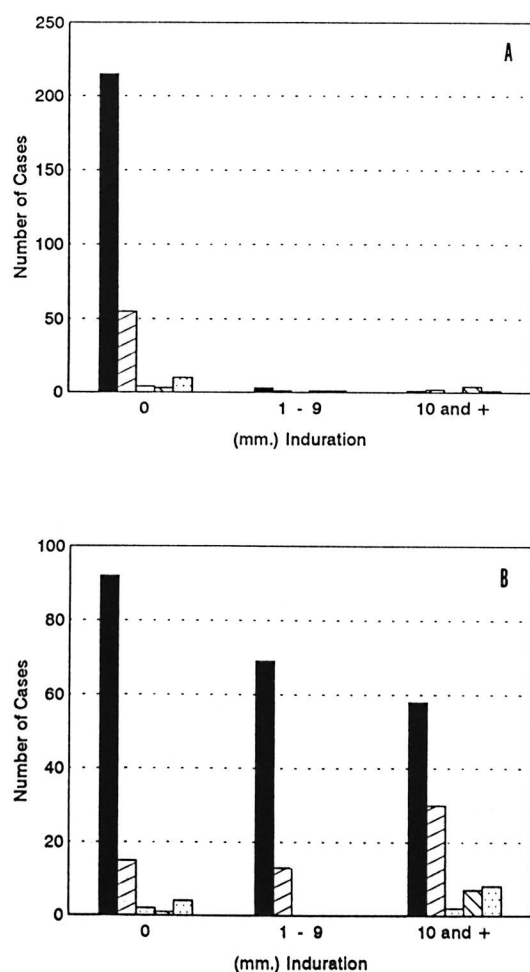 250
A
200
150
100
50
0
Number of Cases
0 1 - 9 10 and +
(mm.) Induration
100
B
80
60
40
20
0
Number of Cases
0 1 - 9 10 and +
(mm.) Induration